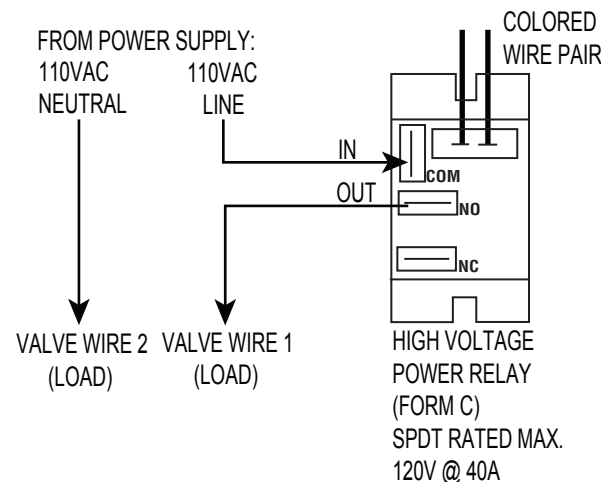 FROM POWER SUPPLY:
110VAC
NEUTRAL
110VAC
LINE
COLORED
WIRE PAIR
IN
COM
OUT
NO
NC
VALVE WIRE 2
(LOAD)
VALVE WIRE 1
(LOAD)
HIGH VOLTAGE
POWER RELAY
(FORM C)
SPDT RATED MAX.
120V @ 40A